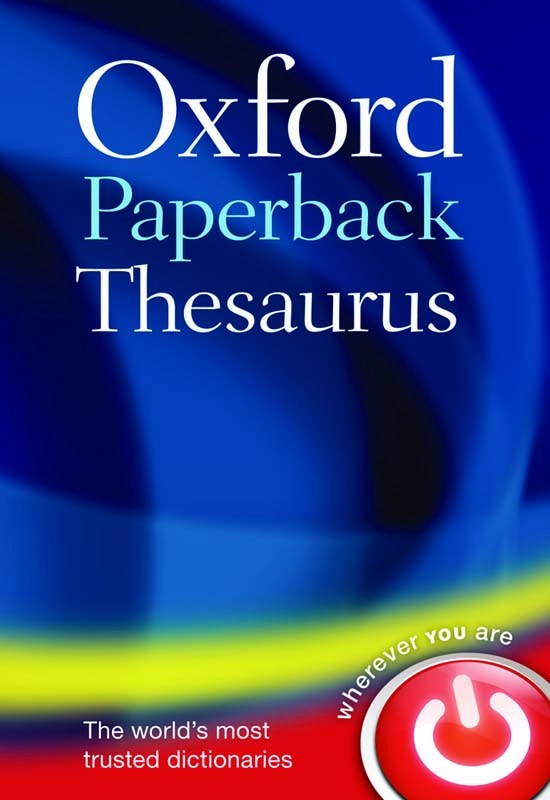 Oxford
Paperback
Thesaurus
wherever YOU are
The world's most
trusted dictionaries